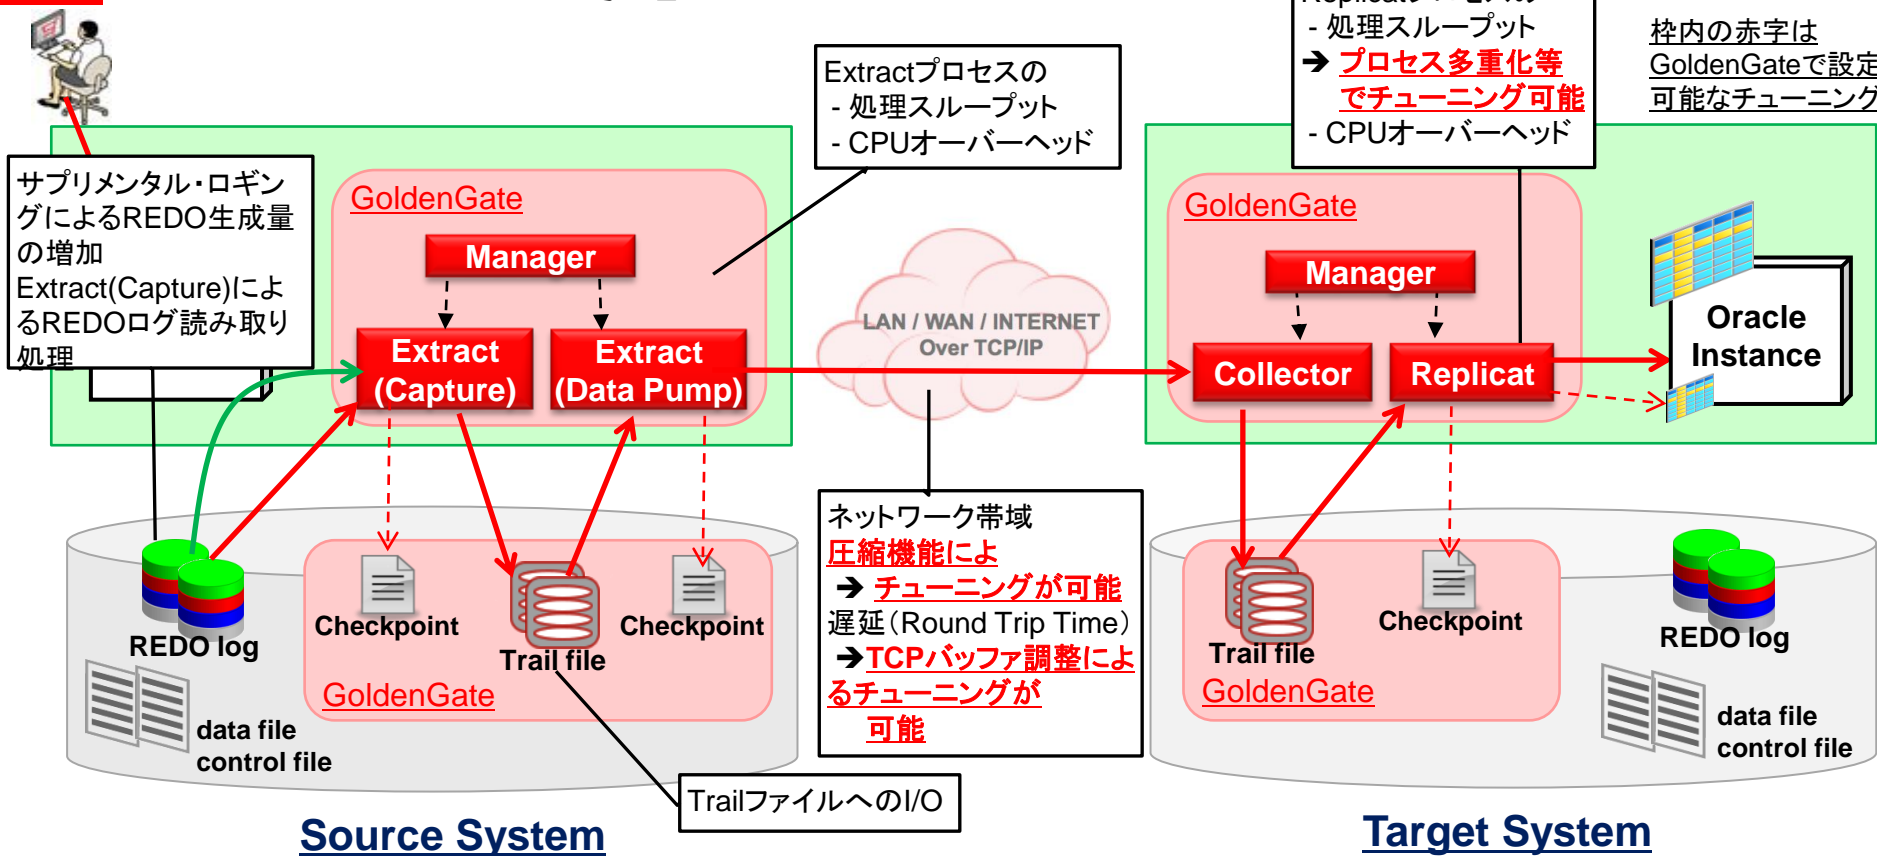 - 処理スループット
➔ プロセス多重化等
でチューニング可能
- CPUオーバーヘッド
枠内の赤字は
GoldenGateで設定
可能なチューニング
Extractプロセスの
- 処理スループット
- CPUオーバーヘッド
サプリメンタル・ロギン
グによるREDO生成量
の増加
Extract(Capture)によ
るREDOログ読み取り
処理
GoldenGate
Manager
Extract
(Capture)
Extract
(Data Pump)
LAN / WAN / INTERNET
Over TCP/IP
GoldenGate
Manager
Collector
Replicat
Oracle
Instance
ネットワーク帯域
圧縮機能によ
➔ チューニングが可能
遅延（Round Trip Time）
➔TCPバッファ調整によ
るチューニングが
可能
REDO log
data file
control file
Checkpoint
Trail file
Checkpoint
GoldenGate
TrailファイルへのI/O
Trail file
Checkpoint
GoldenGate
REDO log
data file
control file
Source System
Target System